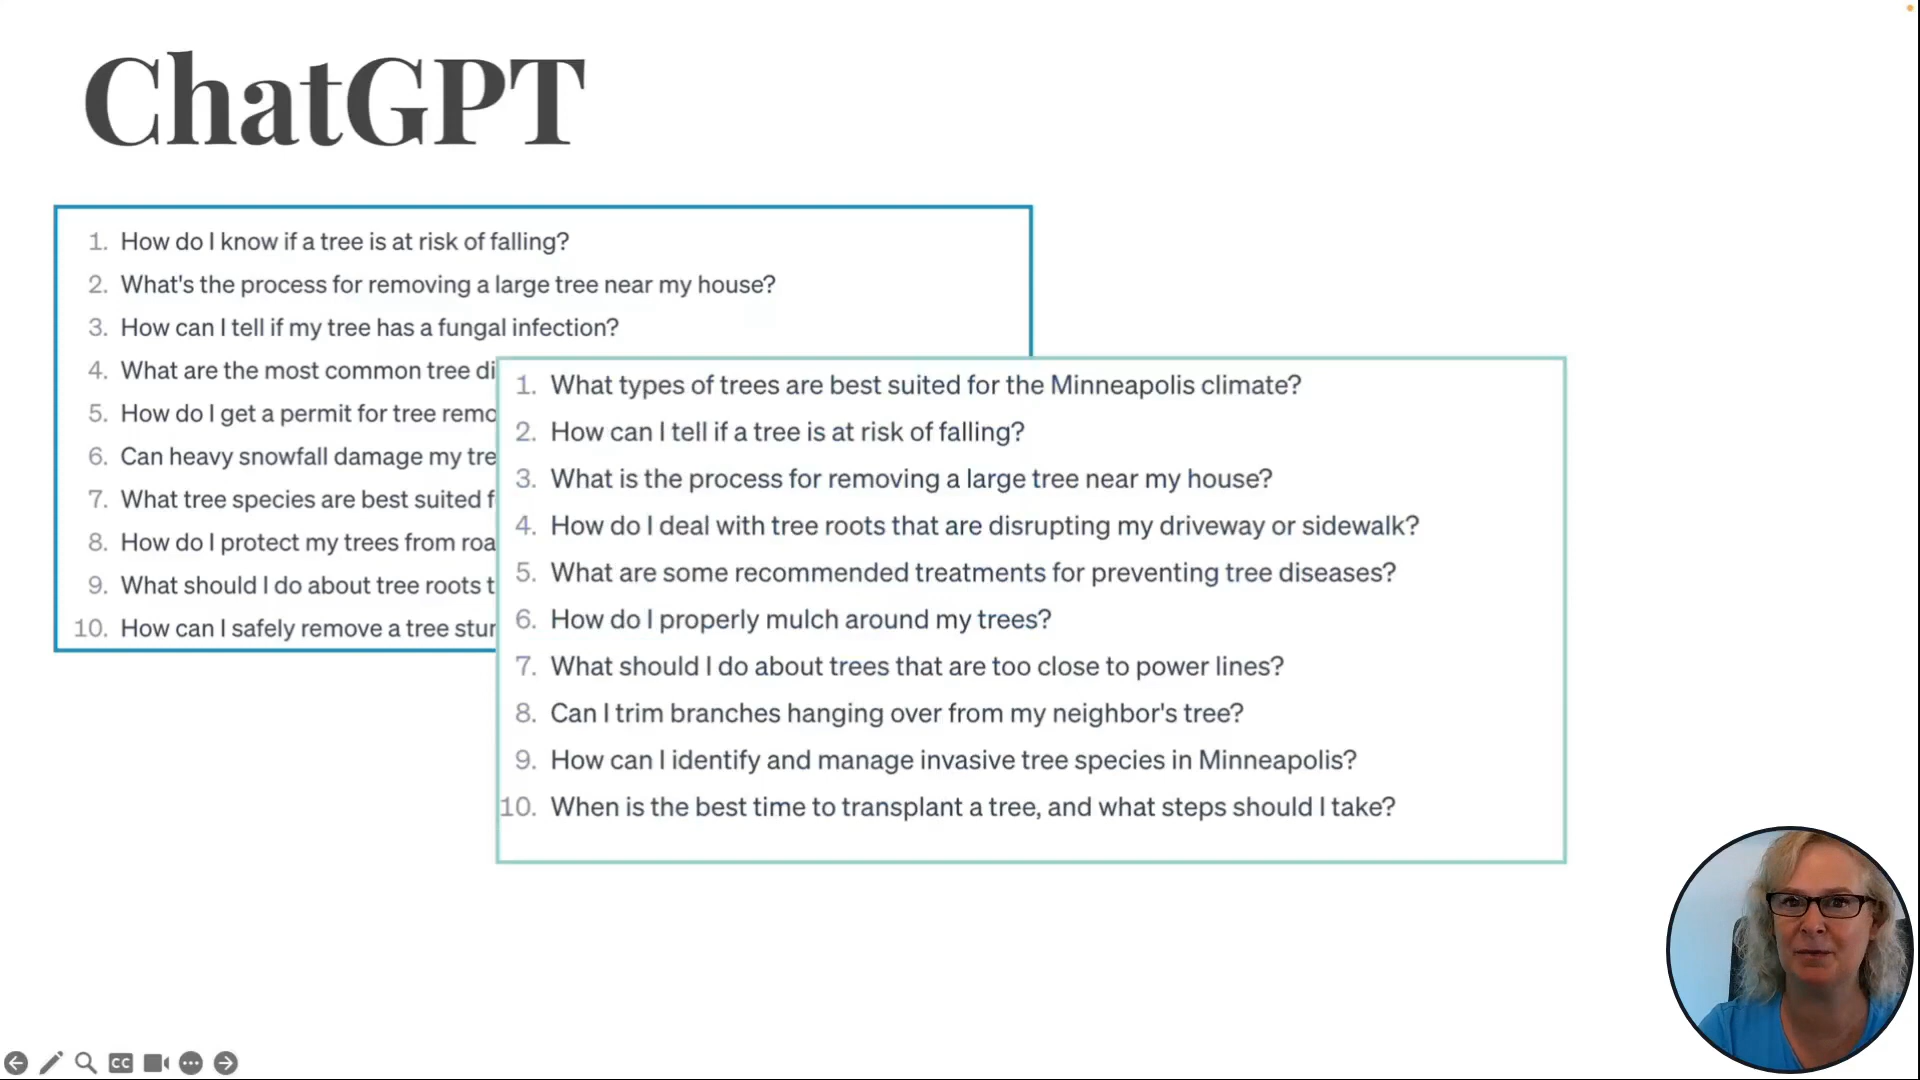 ChatGPT
1. How do I know if a tree is at risk of falling?
2. What's the process for removing a large tree near my house?
3. How can I tell if my tree has a fungal infection?
4. What are the most common tree
5. How do I get a permit for tree
6. Can heavy snowfall damage my
7. What tree species are best suited
8. How do I protect my trees from
9. What should I do about tree roots
10. How can I safely remove a tree
1. What types of trees are best suited for the Minneapolis climate?
2. How can I tell if a tree is at risk of falling?
3. What is the process for removing a large tree near my house?
4. How do I deal with tree roots that are disrupting my driveway or sidewalk?
5. What are some recommended treatments for preventing tree diseases?
6. How do I properly mulch around my trees?
7. What should I do about trees that are too close to power lines?
8. Can I trim branches hanging over from my neighbor's tree?
9. How can I identify and manage invasive tree species in Minneapolis?
10. When is the best time to transplant a tree, and what steps should I take?
CC